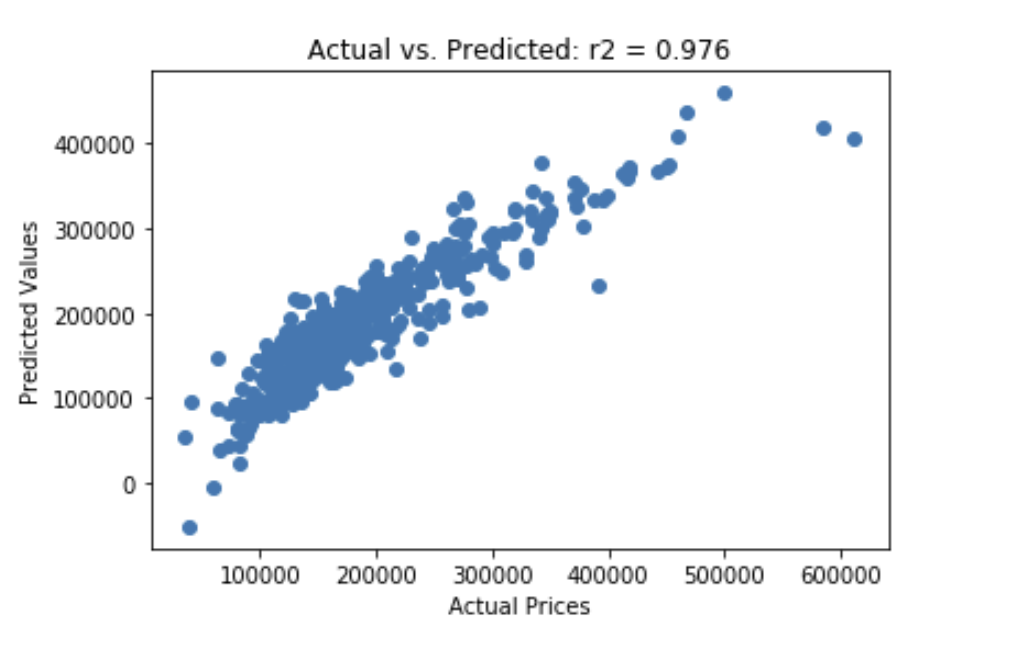 Actual vs. Predicted: r2 = 0.976
400000
300000
200000
100000
0
Predicted Values
100000 200000 300000 400000 500000 600000
Actual Prices